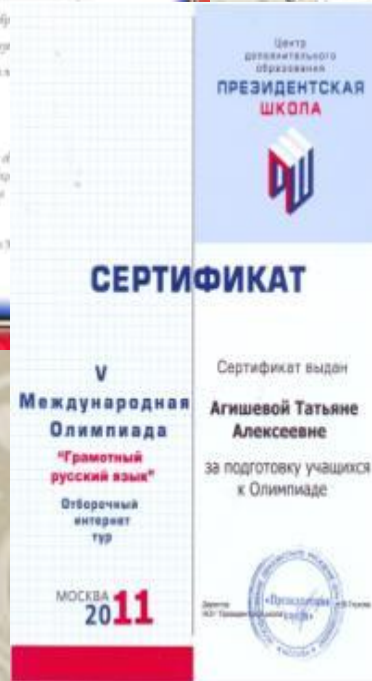 Центр
дополнительного
образования
ПРЕЗИДЕНТСКАЯ
ШКОЛА
СЕРТИФИКАТ
V
Международная
Олимпиада
"Грамотный
русский язык"
Отборочный
интернет
тур
МОСКВА
2011
Сертификат выдан
Агишевой Татьяне
Алексеевне
за подготовку учащихся
к Олимпиаде
Директор